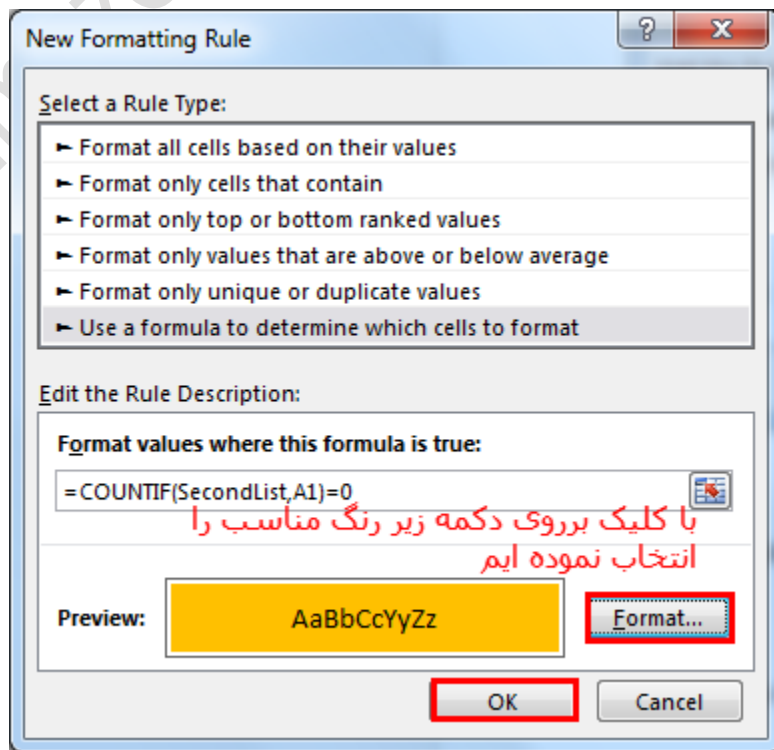 New Formatting Rule
Select a Rule Type:
► Format all cells based on their values
► Format only cells that contain
► Format only top or bottom ranked values
► Format only values that are above or below average
► Format only unique or duplicate values
► Use a formula to determine which cells to format
Edit the Rule Description:
Format values where this formula is true:
=COUNTIF(SecondList,A1)=0
با کلیک برروی دکمه زیر رنگ مناسب را
انتخاب نموده ایم
Preview: AaBbCcYyZz Format...
OK Cancel